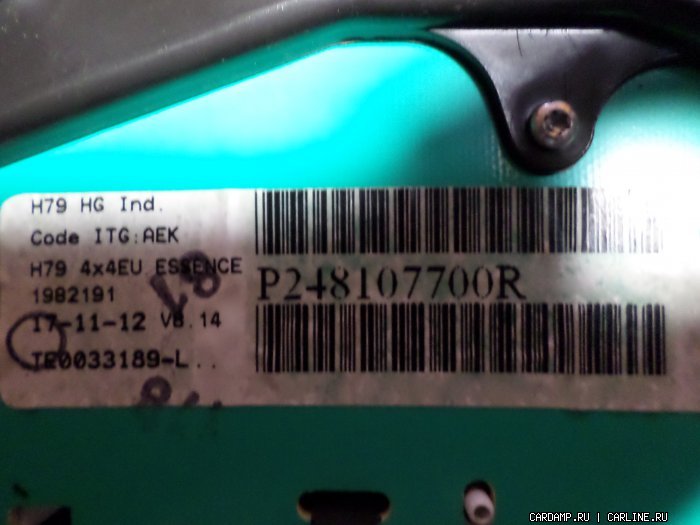 H79 HG Ind.
Code ITG:AEK
H79 4x4EU ESSENCE
1982191
17-11-12 V8.14
TE0033189-L..
P248107700R
CARDAMP.RU | CARLINE.RU